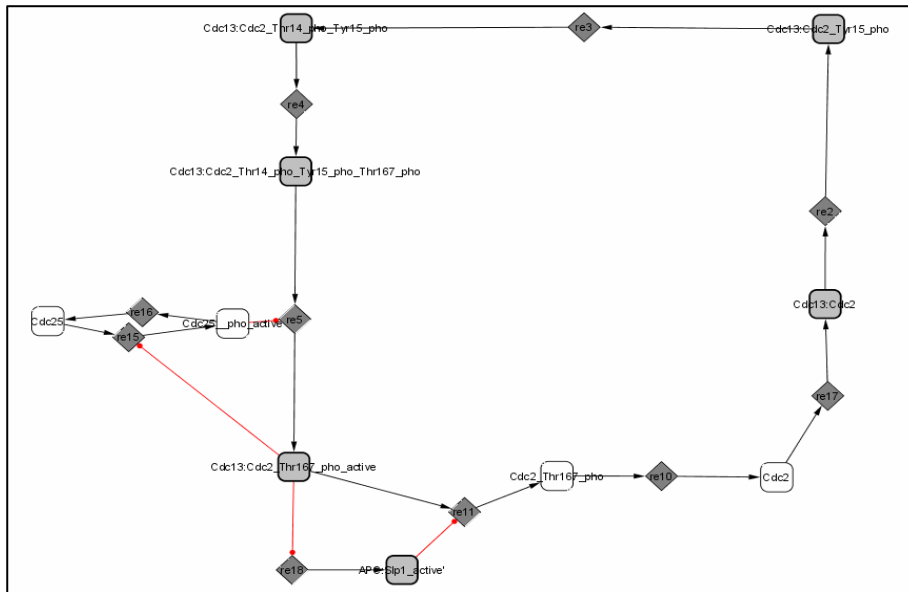 Cdc13:Cdc2_Thr14_pho_Tyr15_pho
re3
Cdc13:Cdc2_Tyr15_pho
re4
Cdc13:Cdc2_Thr14_pho_Tyr15_pho_Thr167_pho
re2
Cdc13:Cdc2
re16
Cdc25
Cdc25__pho_active
re5
re15
re17
Cdc13:Cdc2_Thr167_pho_active
Cdc2_Thr167_pho
re10
Cdc2
re11
re18
APC:Slp1_active'